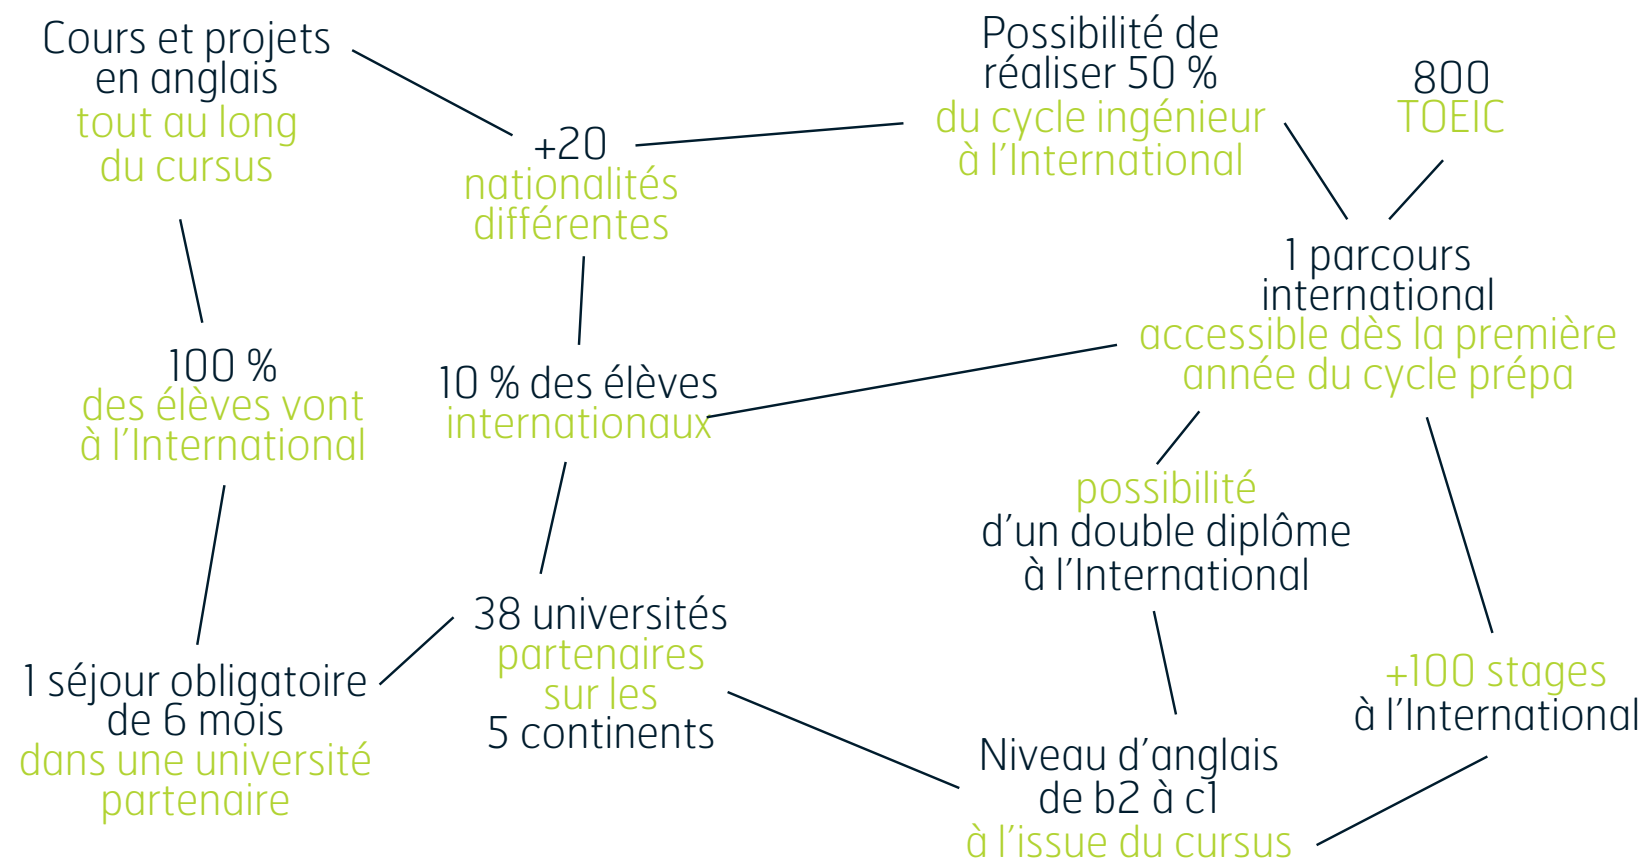 Cours et projets
en anglais
tout au long
du cursus
+20
nationalités
différentes
Possibilité de
réaliser 50 %
du cycle ingénieur
à l'International
800
TOEIC
1 parcours
international
accessible dès la première
année du cycle prépa
100 %
des élèves vont
à l'International
10 % des élèves
internationaux
possibilité
d'un double diplôme
à l'International
38 universités
partenaires
sur les
5 continents
1 séjour obligatoire
de 6 mois
dans une université
partenaire
+100 stages
à l'International
Niveau d'anglais
de b2 à c1
à l'issue du cursus